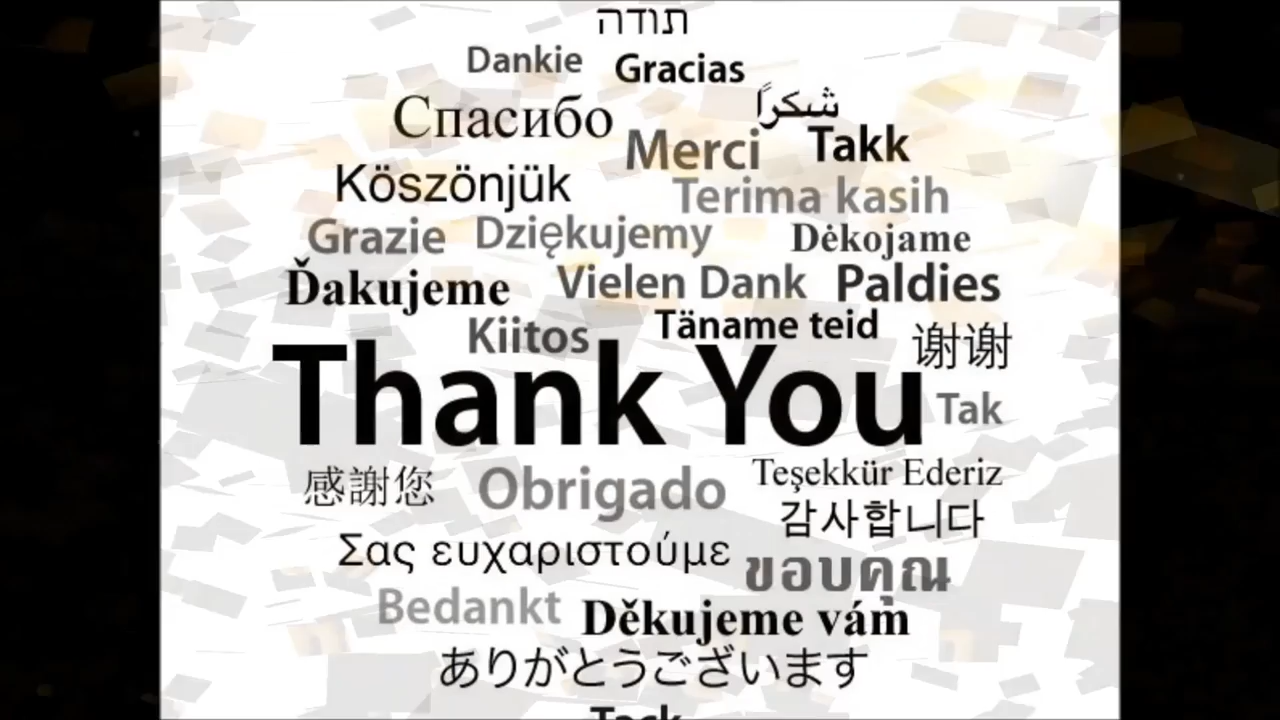 תודה
Dankie Gracias
Спасибо شكراً
Merci Takk
Köszönjük Terima kasih
Grazie Dziękujemy Dėkojame
Ďakujeme Vielen Dank Paldies
Kiitos Täname teid 谢谢
Thank You Tak
感謝您 Obrigado Teşekkür Ederiz
감사합니다
Σας ευχαριστούμε ขอบคุณ
Bedankt Děkujeme vám
ありがとうございます